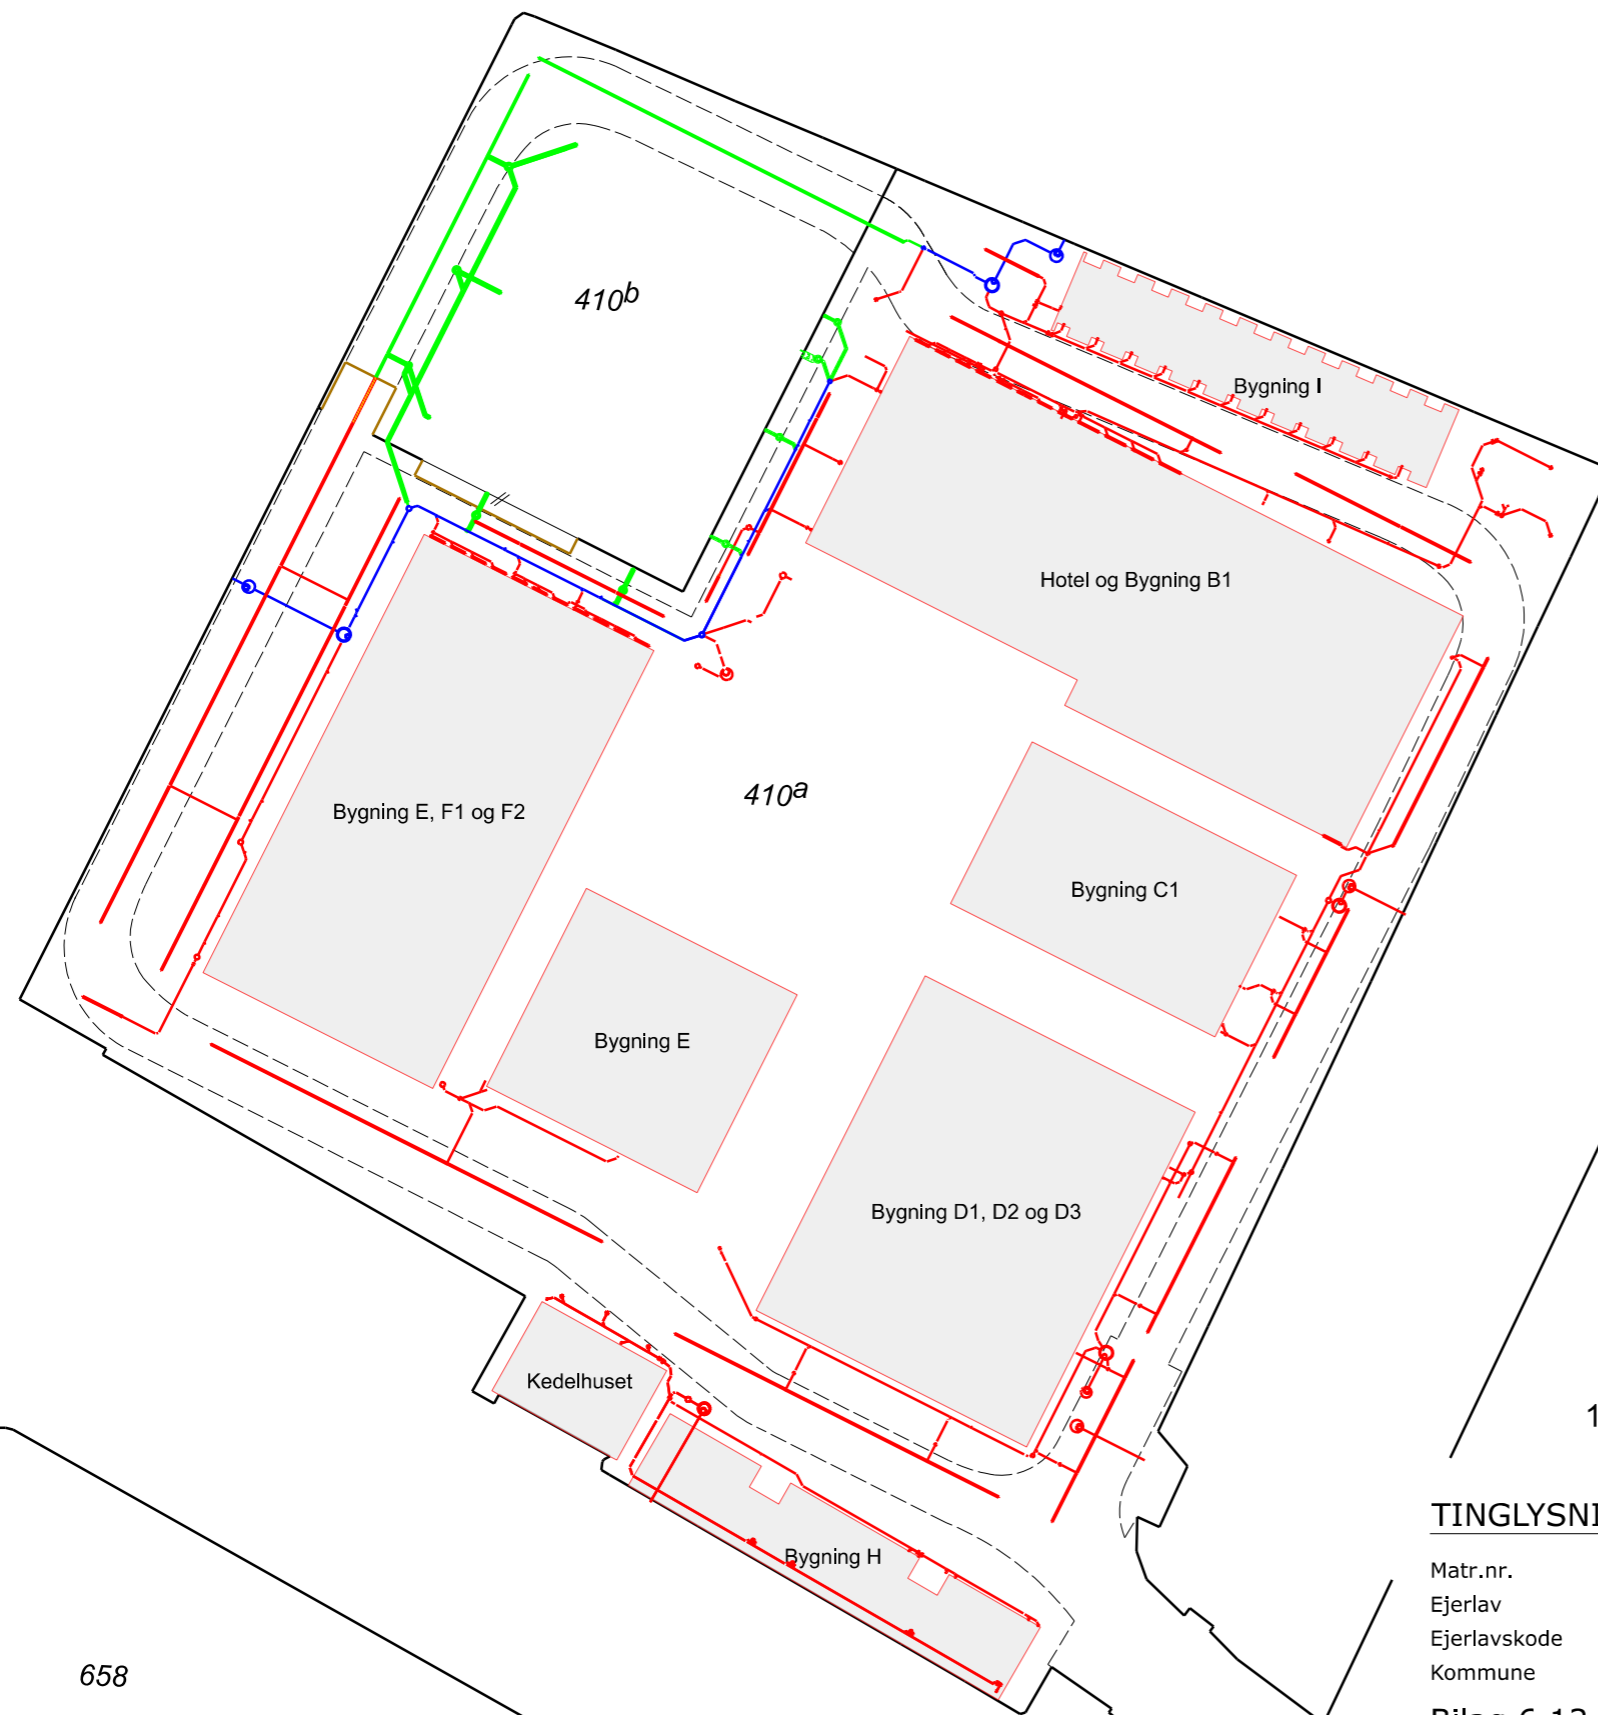 410b
Bygning I
Hotel og Bygning B1
410a
Bygning E, F1 og F2
Bygning C1
Bygning E
Bygning D1, D2 og D3
Kedelhuset
1
TINGLYSNI
Bygning H
Matr.nr.
Ejerlav
Ejerlavskode
Kommune
658